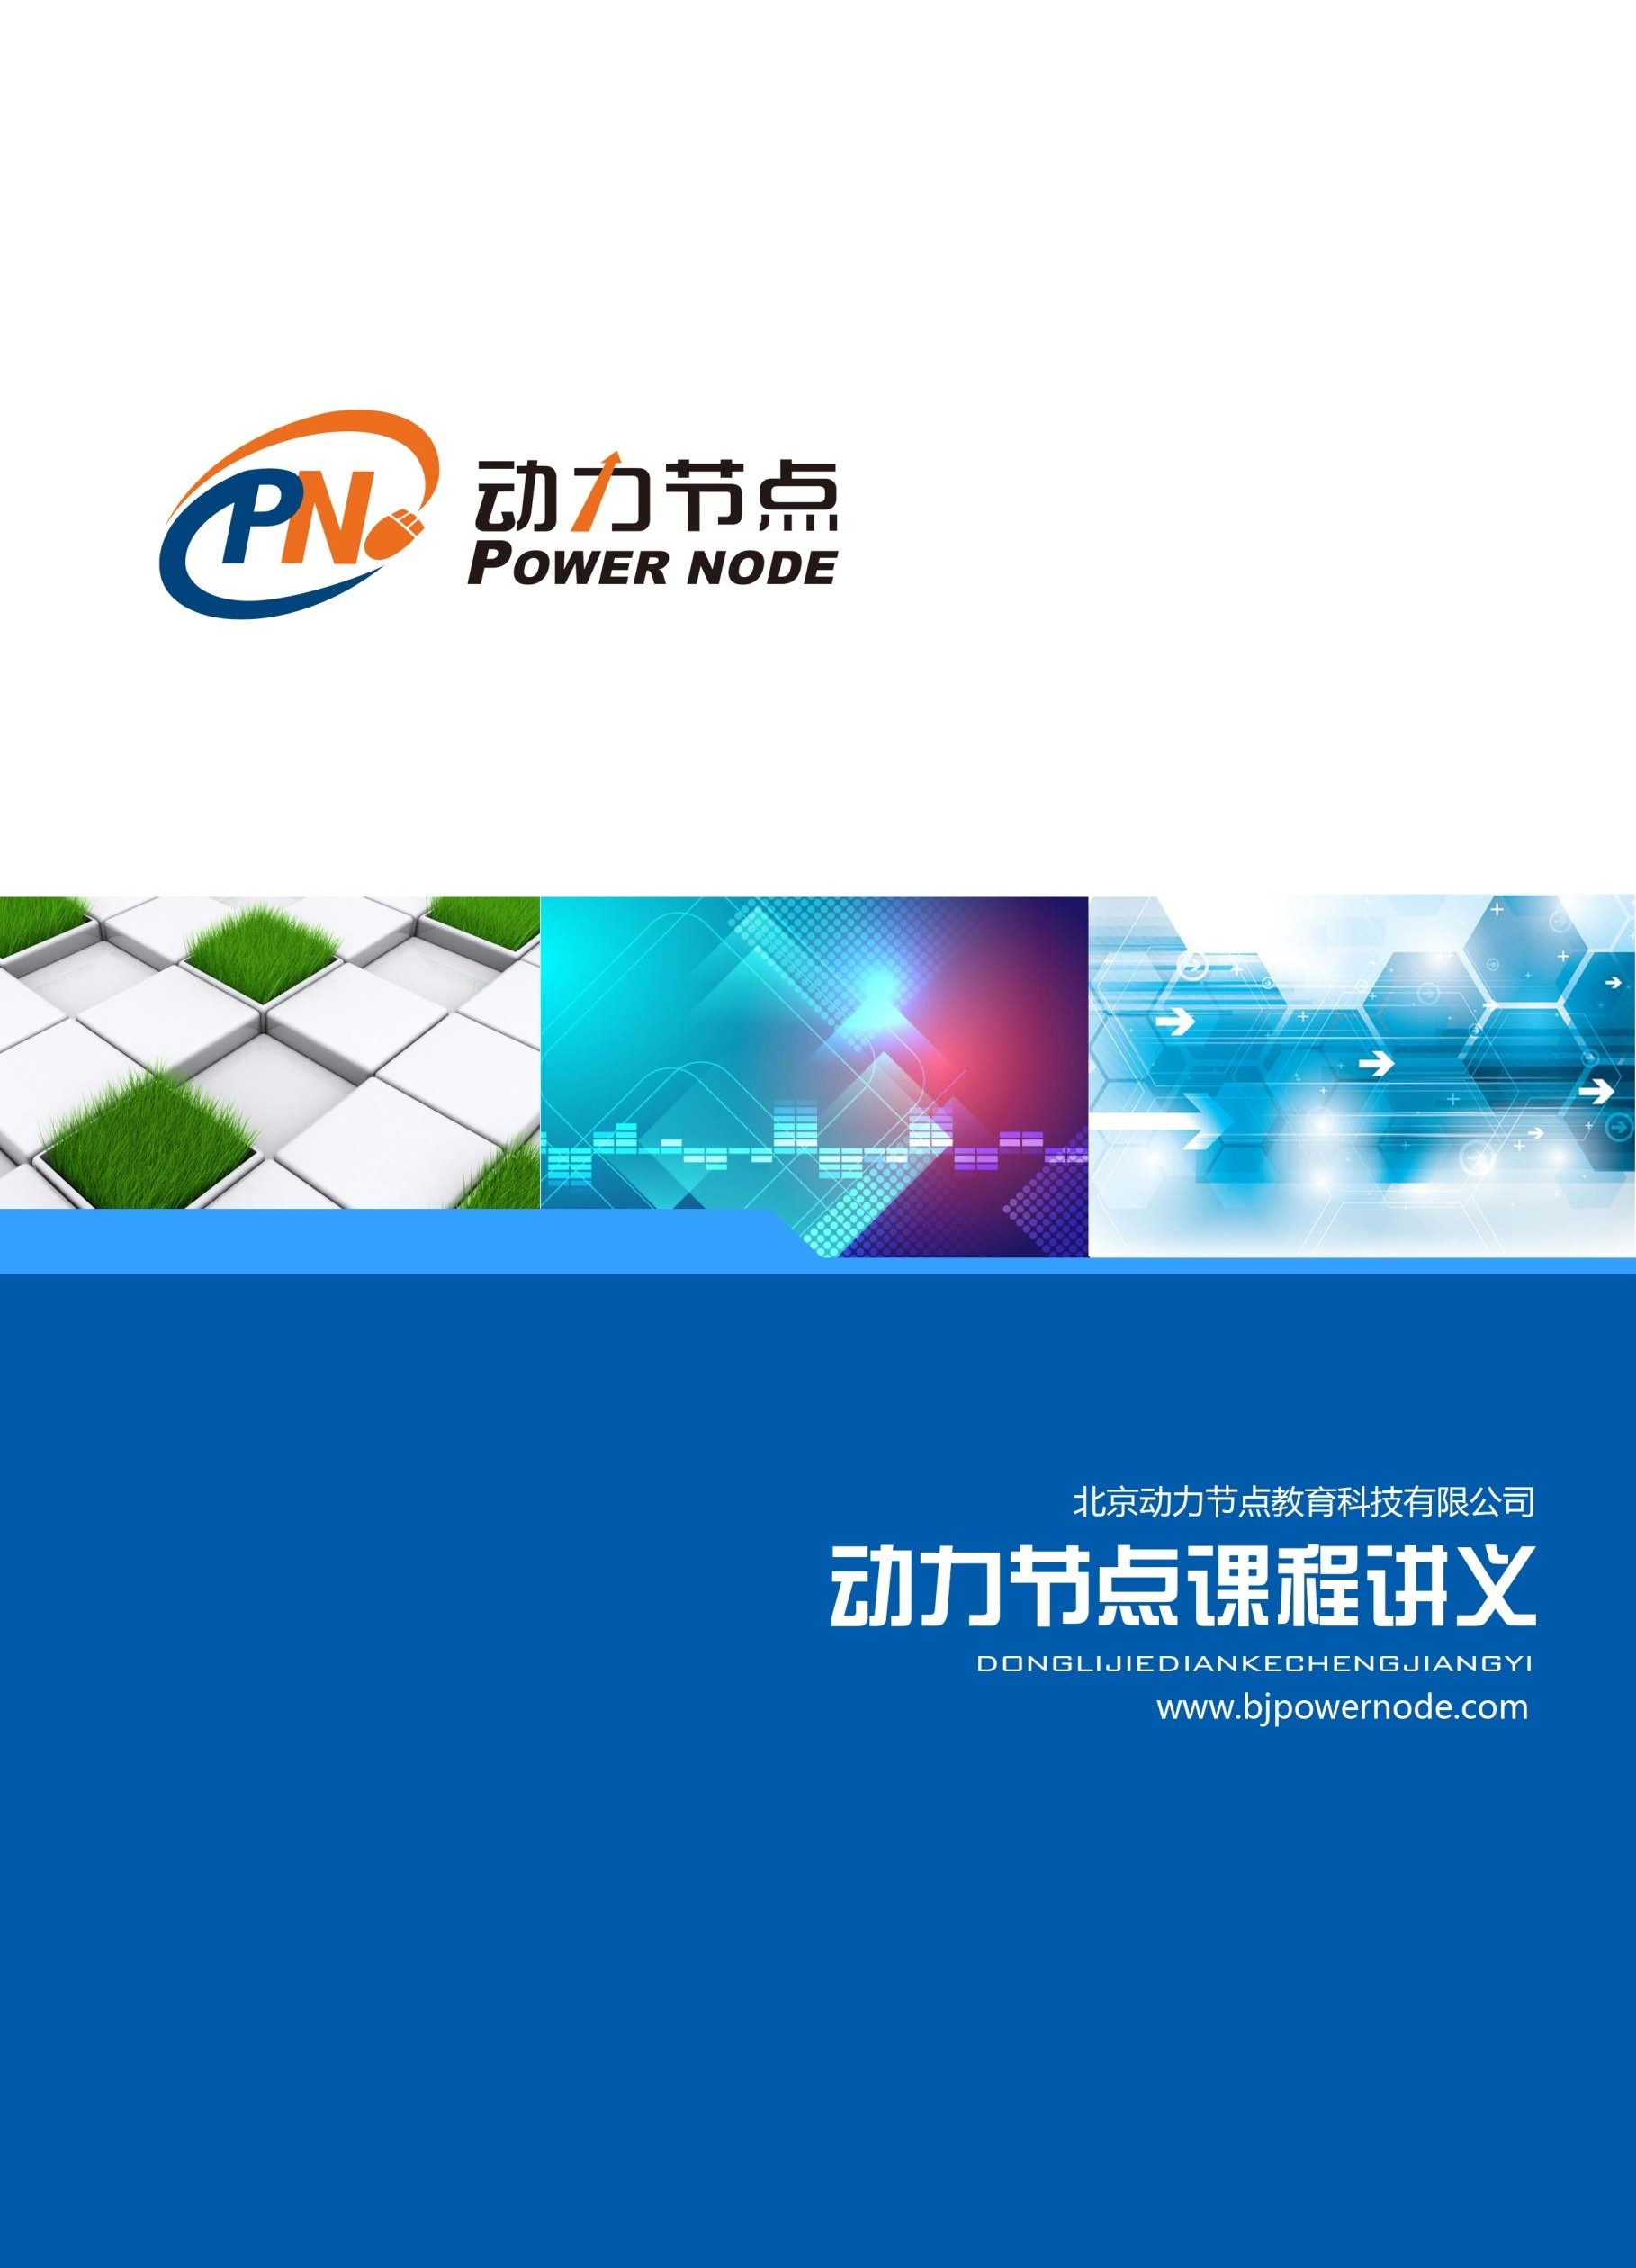 PN
动力节点
POWER NODE
北京动力节点教育科技有限公司
动力节点课程讲义
DONGLIJIEDIANKECHENGJIANGYI
www.bjpowernode.com